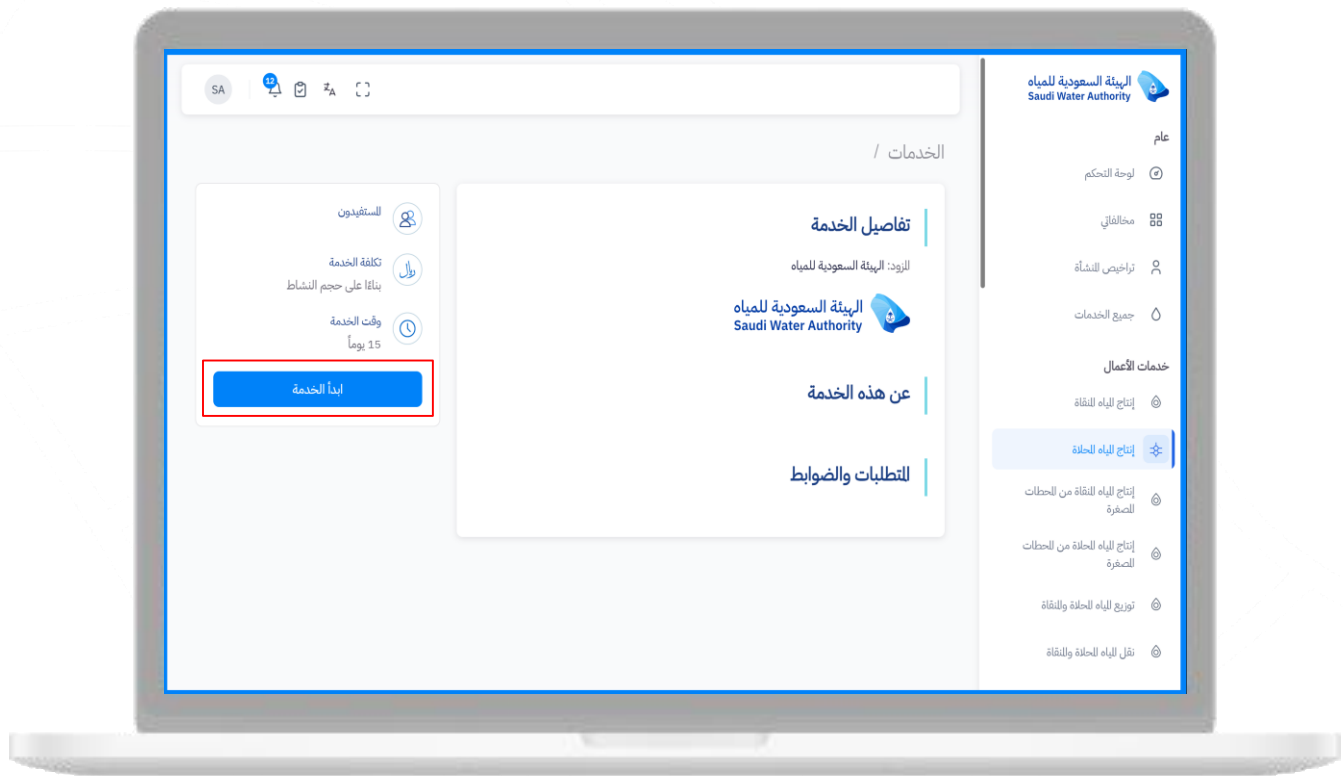 الهيئة السعودية للمياه
Saudi Water Authority
عام
لوحة التحكم
مخالفاتي
تراخيص المنشأة
جميع الخدمات
خدمات الأعمال
إنتاج المياه المنقاة
إنتاج المياه المحلاة
إنتاج المياه المنقاة من المحطات
المصغرة
إنتاج المياه المحلاة من المحطات
المصغرة
توزيع المياه المحلاة والمنقاة
نقل المياه المحلاة والمنقاة
12
SA
الخدمات /
تفاصيل الخدمة
المزود: الهيئة السعودية للمياه
الهيئة السعودية للمياه
Saudi Water Authority
عن هذه الخدمة
المتطلبات والضوابط
المستفيدون
ريال
تكلفة الخدمة
بناءًا على حجم النشاط
وقت الخدمة
15 يوماً
ابدأ الخدمة